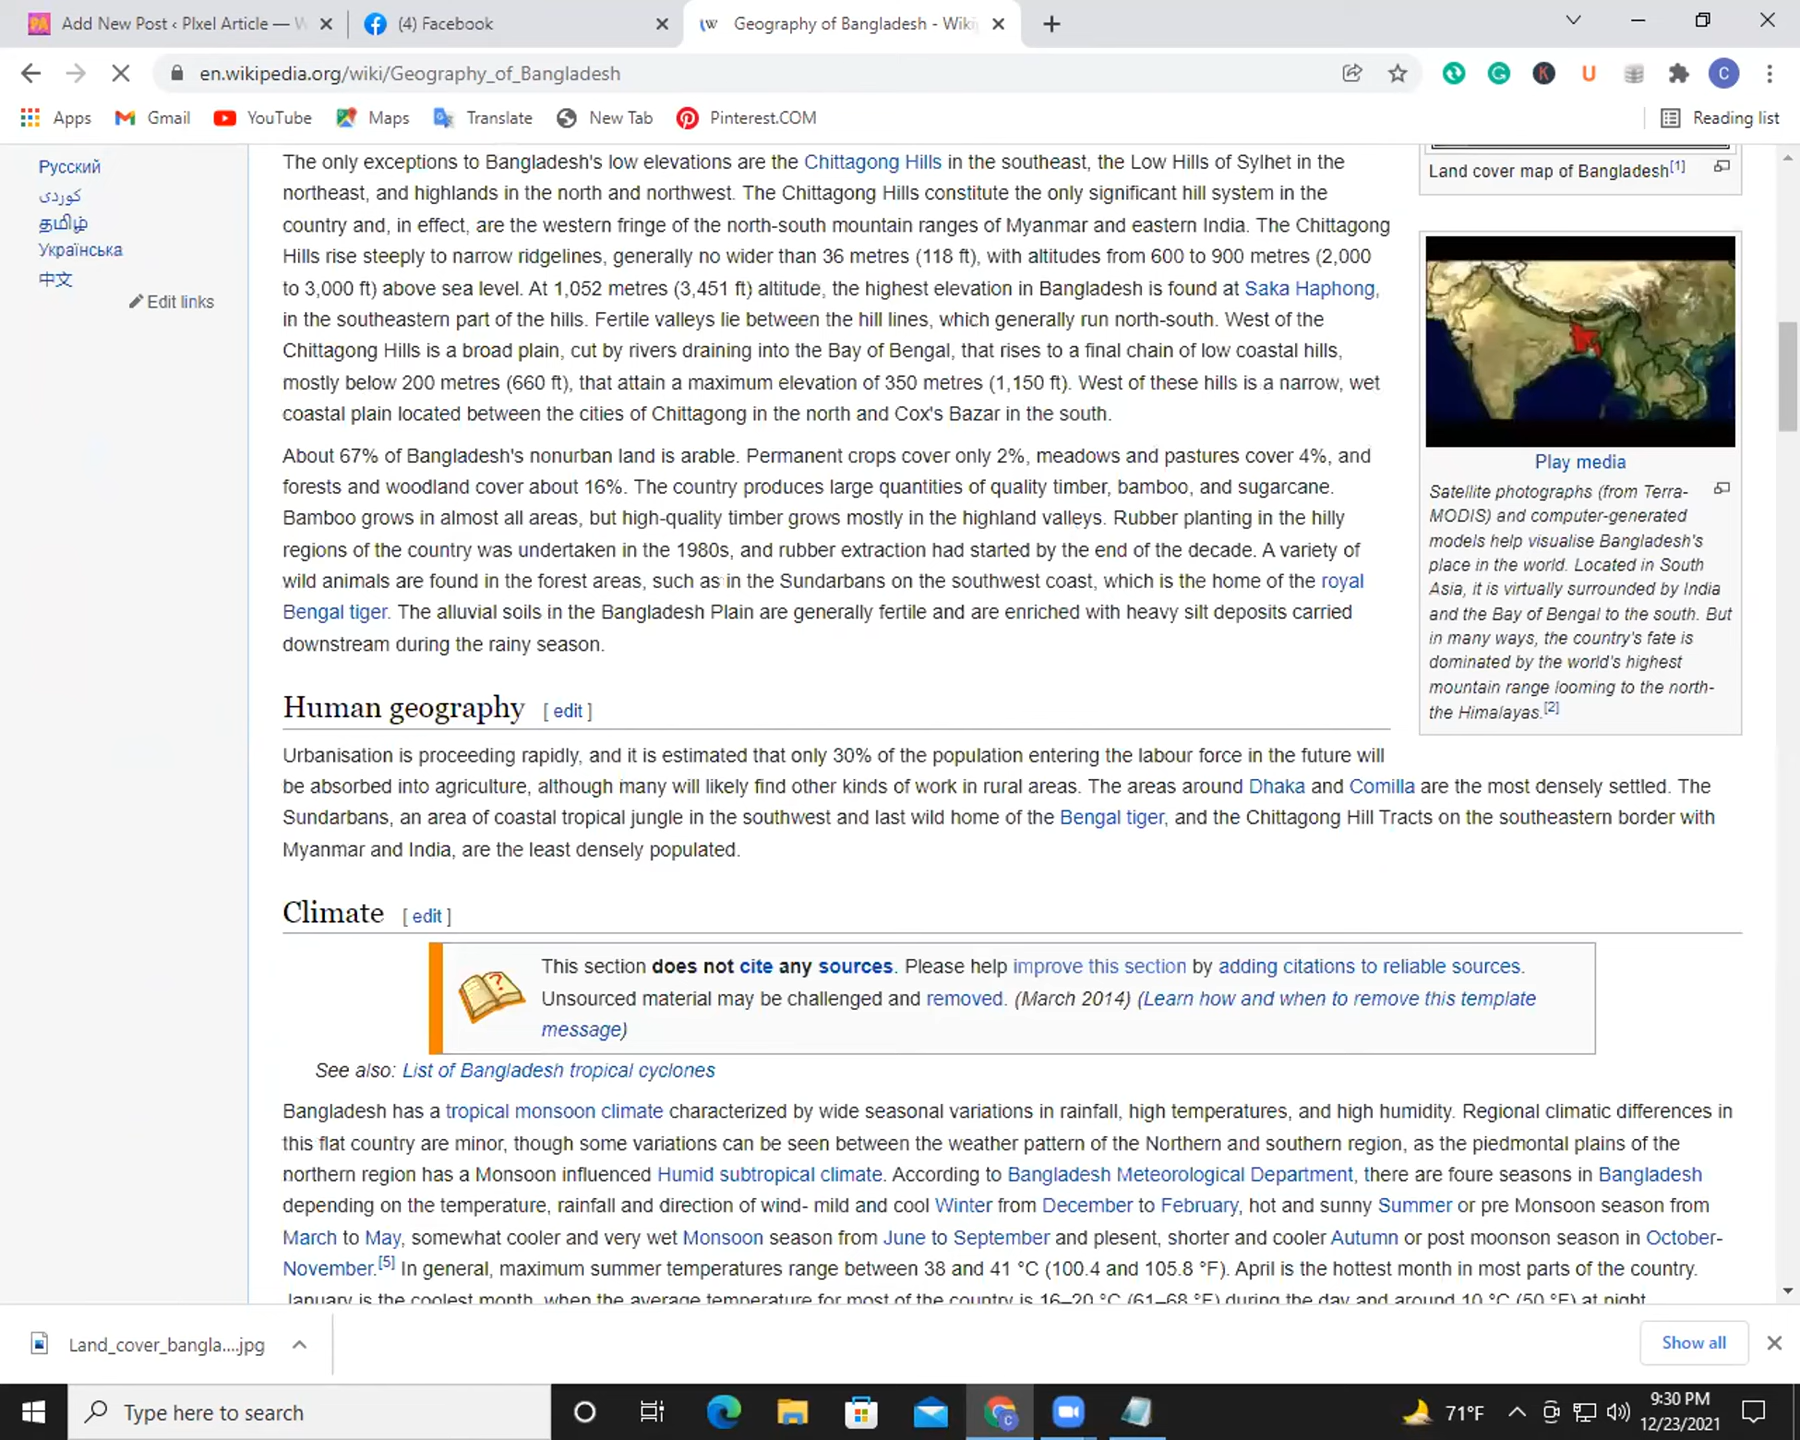 Add New Post ‹ PIxel Article — W
(4) Facebook
Geography of Bangladesh - Wiki
en.wikipedia.org/wiki/Geography_of_Bangladesh
C
Apps
Gmail
YouTube
Maps
Translate
New Tab
Pinterest.COM
Reading list
Русский
کوردی
தமிழ்
Українська
中文
Edit links
The only exceptions to Bangladesh's low elevations are the Chittagong Hills in the southeast, the Low Hills of Sylhet in the
northeast, and highlands in the north and northwest. The Chittagong Hills constitute the only significant hill system in the
country and, in effect, are the western fringe of the north-south mountain ranges of Myanmar and eastern India. The Chittagong
Hills rise steeply to narrow ridgelines, generally no wider than 36 metres (118 ft), with altitudes from 600 to 900 metres (2,000
to 3,000 ft) above sea level. At 1,052 metres (3,451 ft) altitude, the highest elevation in Bangladesh is found at Saka Haphong,
in the southeastern part of the hills. Fertile valleys lie between the hill lines, which generally run north-south. West of the
Chittagong Hills is a broad plain, cut by rivers draining into the Bay of Bengal, that rises to a final chain of low coastal hills,
mostly below 200 metres (660 ft), that attain a maximum elevation of 350 metres (1,150 ft). West of these hills is a narrow, wet
coastal plain located between the cities of Chittagong in the north and Cox's Bazar in the south.
About 67% of Bangladesh's nonurban land is arable. Permanent crops cover only 2%, meadows and pastures cover 4%, and
forests and woodland cover about 16%. The country produces large quantities of quality timber, bamboo, and sugarcane.
Bamboo grows in almost all areas, but high-quality timber grows mostly in the highland valleys. Rubber planting in the hilly
regions of the country was undertaken in the 1980s, and rubber extraction had started by the end of the decade. A variety of
wild animals are found in the forest areas, such as in the Sundarbans on the southwest coast, which is the home of the royal
Bengal tiger. The alluvial soils in the Bangladesh Plain are generally fertile and are enriched with heavy silt deposits carried
downstream during the rainy season.
Land cover map of Bangladesh[1]
Play media
Satellite photographs (from Terra-
MODIS) and computer-generated
models help visualise Bangladesh's
place in the world. Located in South
Asia, it is virtually surrounded by India
and the Bay of Bengal to the south. But
in many ways, the country's fate is
dominated by the world's highest
mountain range looming to the north-
the Himalayas.[2]
Human geography [ edit ]
Urbanisation is proceeding rapidly, and it is estimated that only 30% of the population entering the labour force in the future will
be absorbed into agriculture, although many will likely find other kinds of work in rural areas. The areas around Dhaka and Comilla are the most densely settled. The
Sundarbans, an area of coastal tropical jungle in the southwest and last wild home of the Bengal tiger, and the Chittagong Hill Tracts on the southeastern border with
Myanmar and India, are the least densely populated.
Climate [ edit ]
This section does not cite any sources. Please help improve this section by adding citations to reliable sources.
Unsourced material may be challenged and removed. (March 2014) (Learn how and when to remove this template
message)
See also: List of Bangladesh tropical cyclones
Bangladesh has a tropical monsoon climate characterized by wide seasonal variations in rainfall, high temperatures, and high humidity. Regional climatic differences in
this flat country are minor, though some variations can be seen between the weather pattern of the Northern and southern region, as the piedmontal plains of the
northern region has a Monsoon influenced Humid subtropical climate. According to Bangladesh Meteorological Department, there are foure seasons in Bangladesh
depending on the temperature, rainfall and direction of wind- mild and cool Winter from December to February, hot and sunny Summer or pre Monsoon season from
March to May, somewhat cooler and very wet Monsoon season from June to September and plesent, shorter and cooler Autumn or post moonson season in October-
November.[5] In general, maximum summer temperatures range between 38 and 41 °C (100.4 and 105.8 °F). April is the hottest month in most parts of the country.
January is the coolest month, when the average temperature for most of the country is 16–20 °C (61–68 °F) during the day and around 10 °C (50 °F) at night.
Land_cover_bangla....jpg
Show all
Type here to search
71°F
9:30 PM
12/23/2021